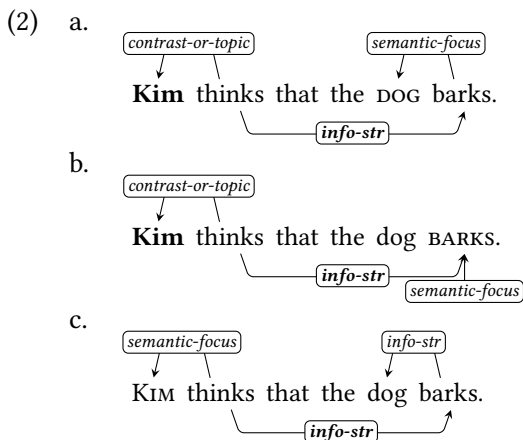 (2) a.
contrast-or-topic semantic-focus
Kim thinks that the DOG barks.
info-str
b.
contrast-or-topic
Kim thinks that the dog BARKS.
info-str
semantic-focus
c.
semantic-focus info-str
KIM thinks that the dog barks.
info-str